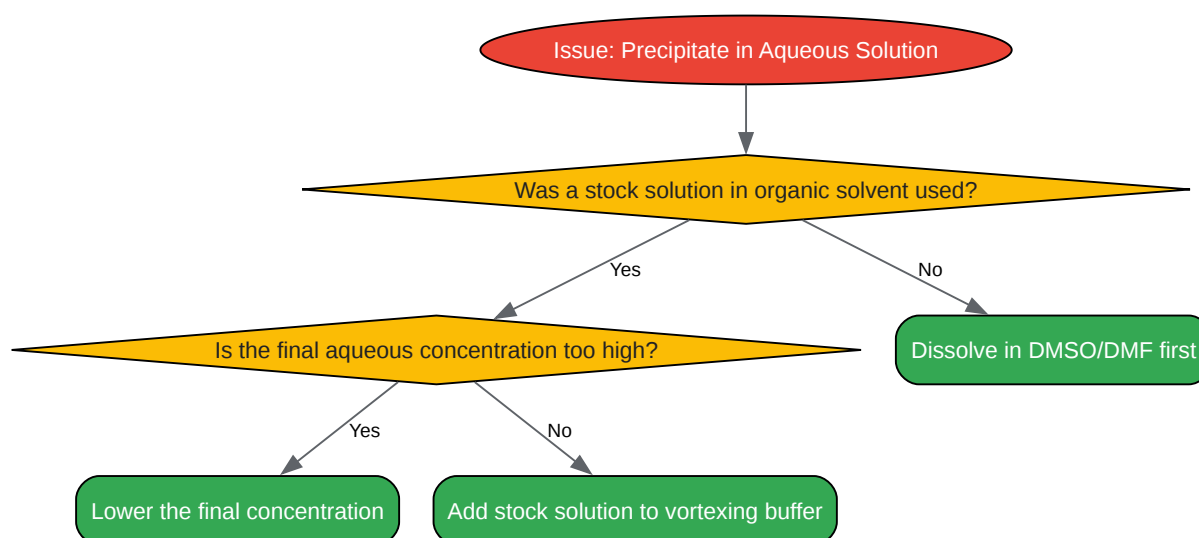 Issue: Precipitate in Aqueous Solution
Was a stock solution in organic solvent used?
Yes
No
Is the final aqueous concentration too high?
Dissolve in DMSO/DMF first
Yes
No
Lower the final concentration
Add stock solution to vortexing buffer